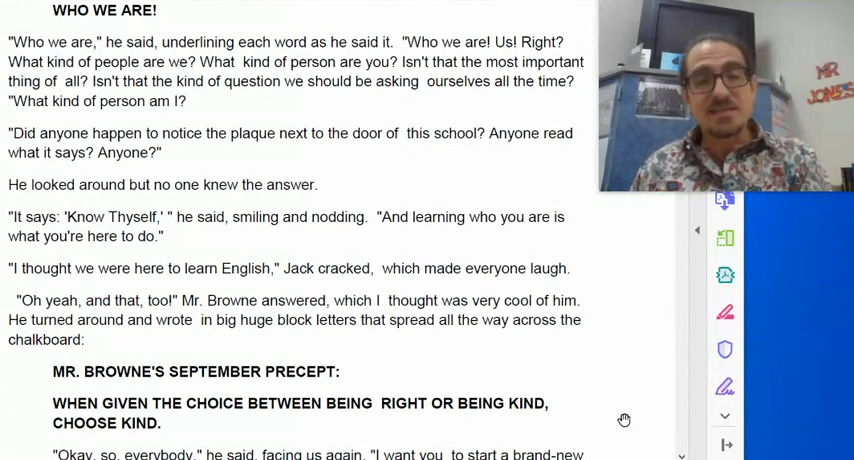 WHO WE ARE!
"Who we are," he said, underlining each word as he said it. "Who we are! Us! Right?
What kind of people are we? What kind of person are you? Isn't that the most important
thing of all? Isn't that the kind of question we should be asking ourselves all the time?
"What kind of person am I?
"Did anyone happen to notice the plaque next to the door of this school? Anyone read
what it says? Anyone?"
He looked around but no one knew the answer.
"It says: 'Know Thyself,' " he said, smiling and nodding. "And learning who you are is
what you're here to do."
"I thought we were here to learn English," Jack cracked, which made everyone laugh.
"Oh yeah, and that, too!" Mr. Browne answered, which I thought was very cool of him.
He turned around and wrote in big huge block letters that spread all the way across the
chalkboard:
MR. BROWNE'S SEPTEMBER PRECEPT:
WHEN GIVEN THE CHOICE BETWEEN BEING RIGHT OR BEING KIND,
CHOOSE KIND.
"Okay, so, everybody," he said, facing us again, "I want you to start a brand-new
MR
JONES